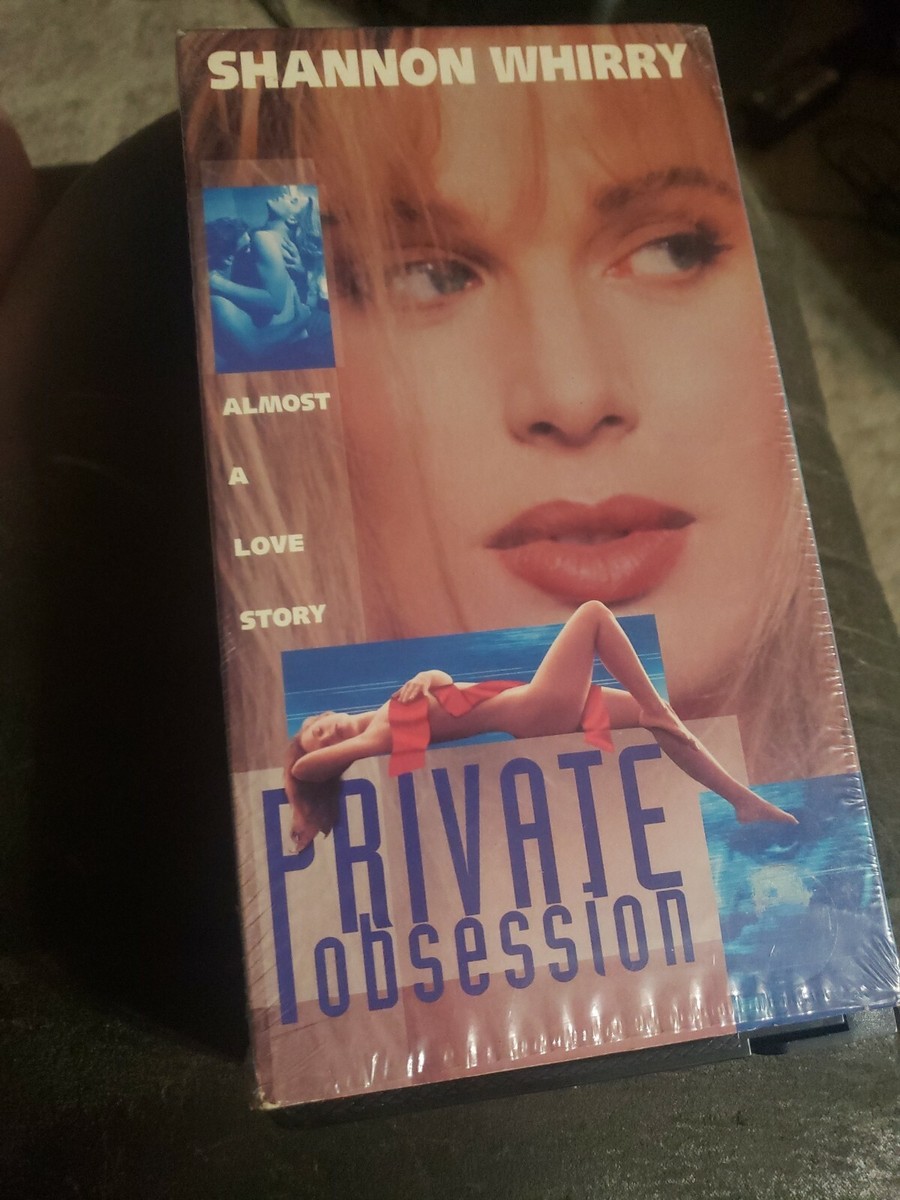 SHANNON WHIRRY
ALMOST
A
LOVE
STORY
PRIVATE
obsession